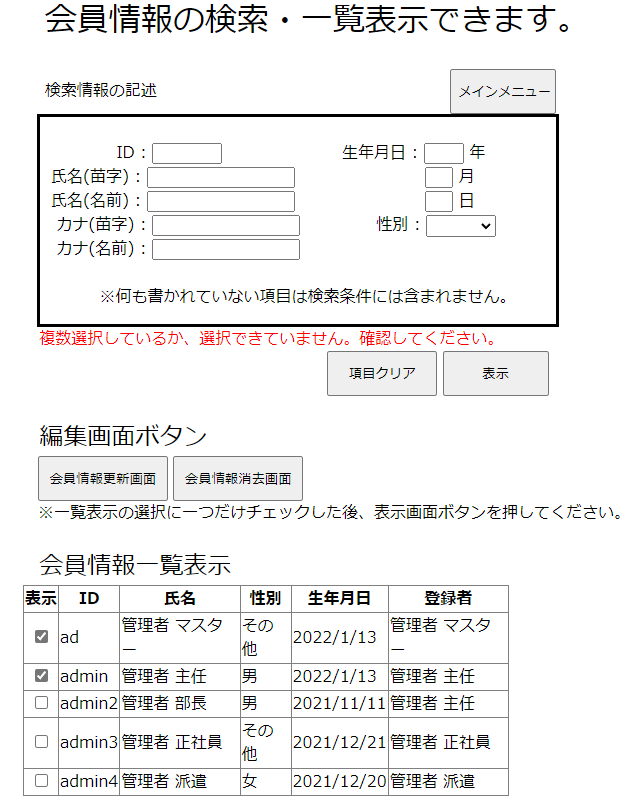 会員情報の検索・一覧表示できます。
検索情報の記述
メインメニュー
ID： 生年月日： 年
氏名(苗字)： 月
氏名(名前)： 日
カナ(苗字)： 性別：
カナ(名前)：
※何も書かれていない項目は検索条件には含まれません。
複数選択しているか、選択できていません。確認してください。
項目クリア 表示
編集画面ボタン
会員情報更新画面 会員情報消去画面
※一覧表示の選択に一つだけチェックした後、表示画面ボタンを押してください。
会員情報一覧表示
表示 ID 氏名 性別 生年月日 登録者
ad 管理者 マスター その他 2022/1/13 管理者 マスター
admin 管理者 主任 男 2022/1/13 管理者 主任
admin2 管理者 部長 男 2021/11/11 管理者 主任
admin3 管理者 正社員 その他 2021/12/21 管理者 正社員
admin4 管理者 派遣 女 2021/12/20 管理者 派遣